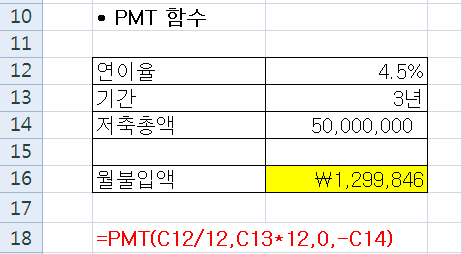 10 • PMT 함수
11
12 연이율 4.5%
13 기간 3년
14 저축총액 50,000,000
15
16 월불입액 ₩1,299,846
17
18 =PMT(C12/12,C13*12,0,-C14)